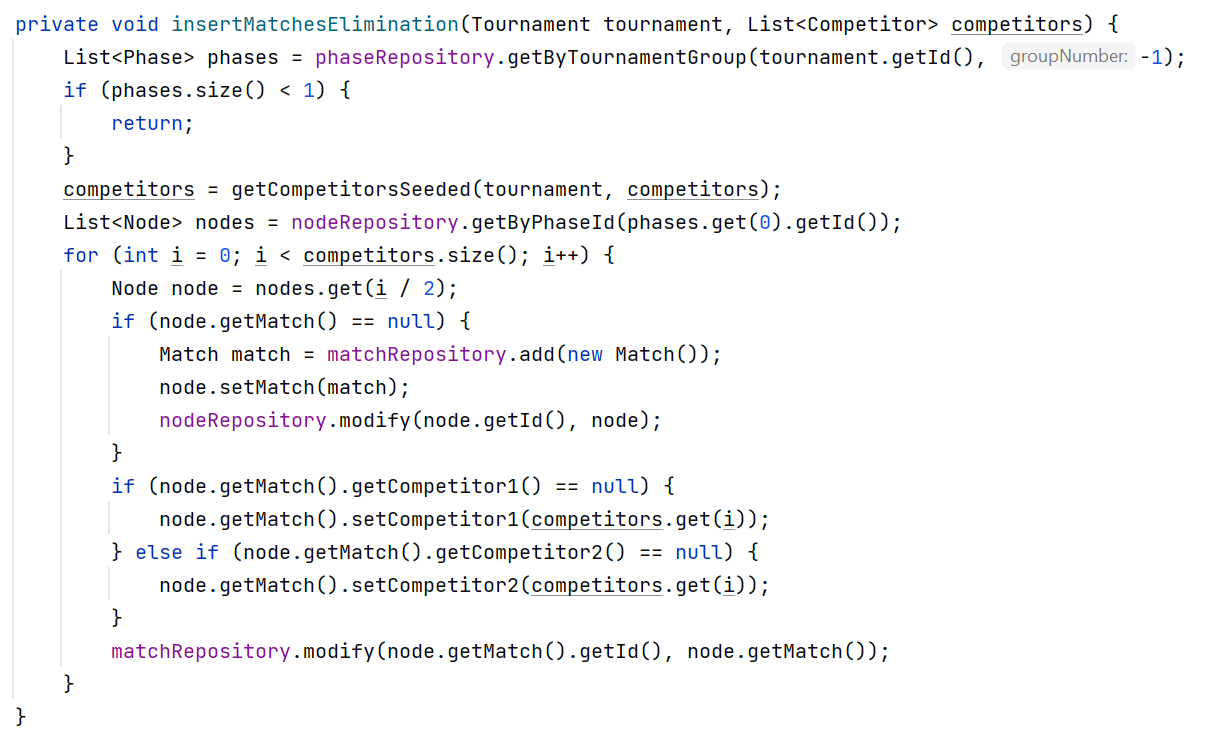 private void insertMatchesElimination(Tournament tournament, List<Competitor> competitors) {
    List<Phase> phases = phaseRepository.getByTournamentGroup(tournament.getId(), groupNumber: -1);
    if (phases.size() < 1) {
        return;
    }
    competitors = getCompetitorsSeeded(tournament, competitors);
    List<Node> nodes = nodeRepository.getByPhaseId(phases.get(0).getId());
    for (int i = 0; i < competitors.size(); i++) {
        Node node = nodes.get(i / 2);
        if (node.getMatch() == null) {
            Match match = matchRepository.add(new Match());
            node.setMatch(match);
            nodeRepository.modify(node.getId(), node);
        }
        if (node.getMatch().getCompetitor1() == null) {
            node.getMatch().setCompetitor1(competitors.get(i));
        } else if (node.getMatch().getCompetitor2() == null) {
            node.getMatch().setCompetitor2(competitors.get(i));
        }
        matchRepository.modify(node.getMatch().getId(), node.getMatch());
    }
}